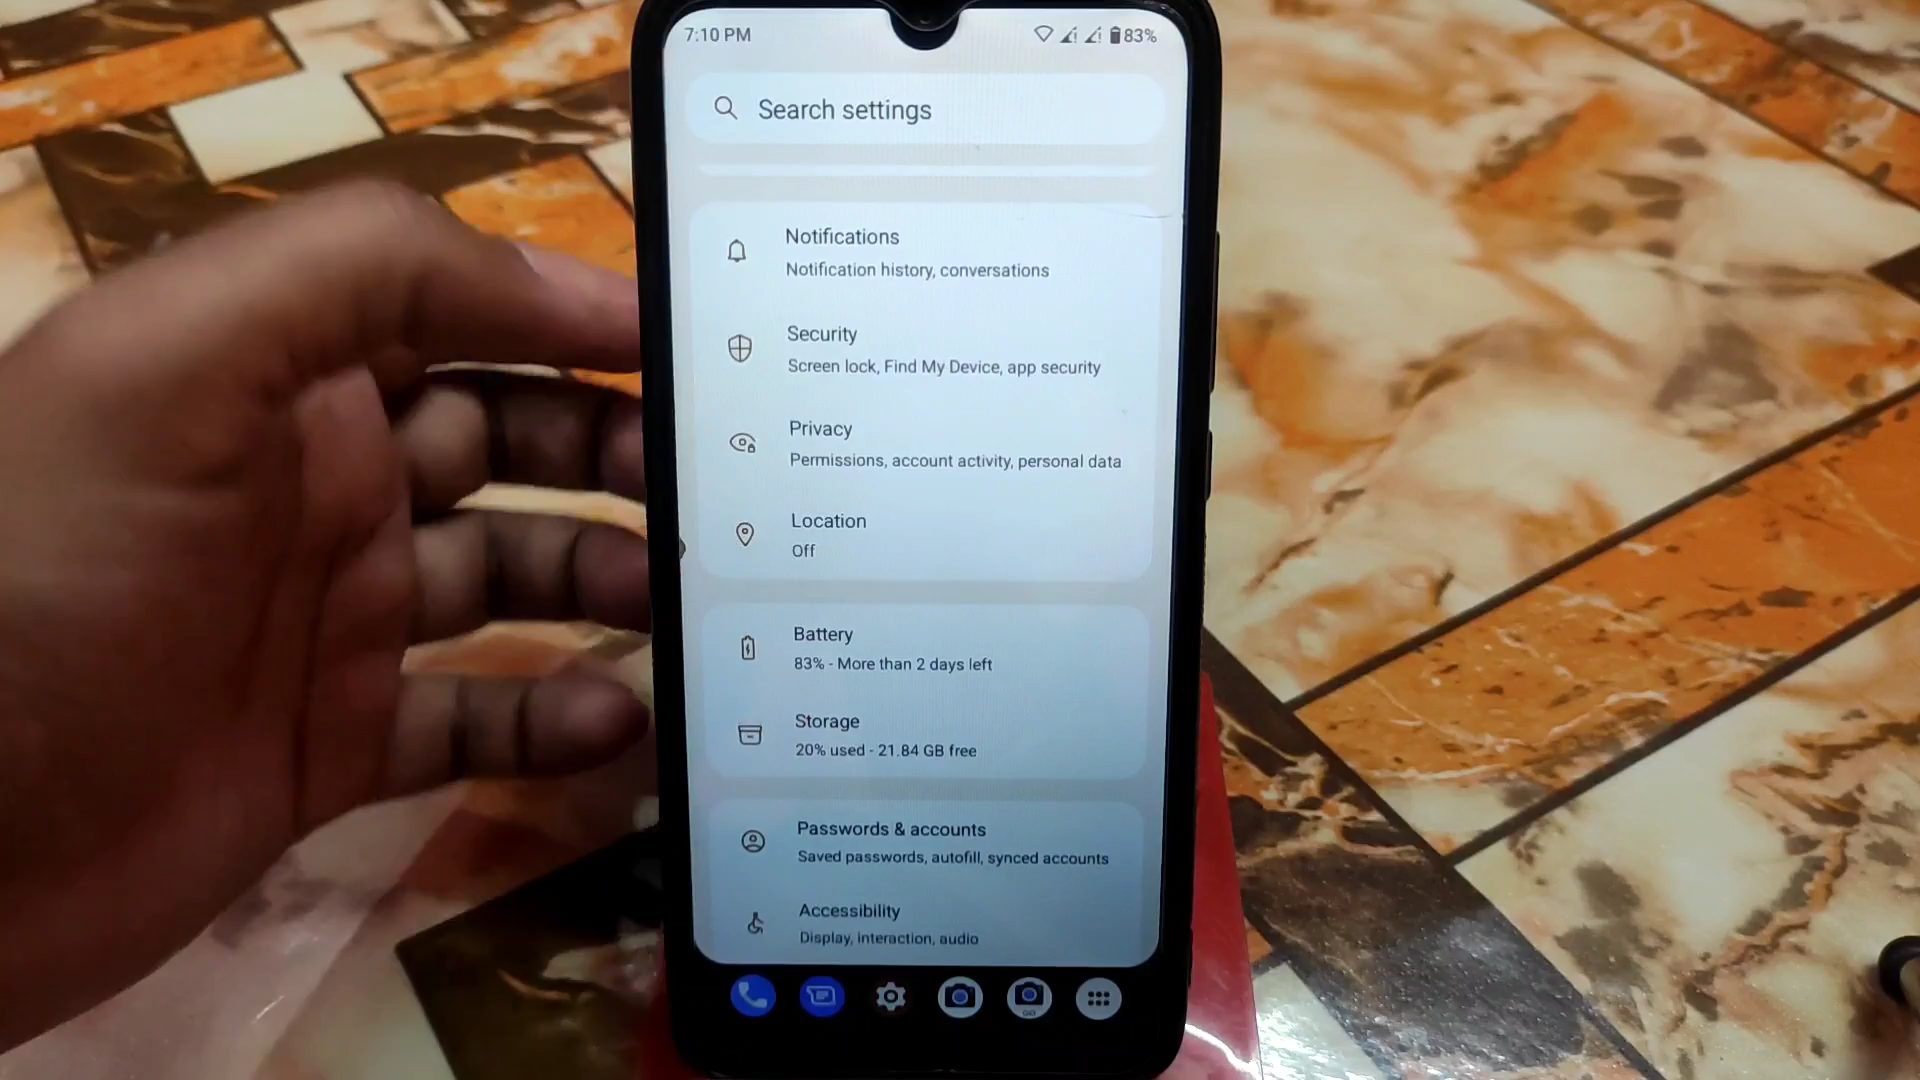 7:10 PM
83%
Search settings
Notifications
Notification history, conversations
Security
Screen lock, Find My Device, app security
Privacy
Permissions, account activity, personal data
Location
Off
Battery
83% - More than 2 days left
Storage
20% used - 21.84 GB free
Passwords & accounts
Saved passwords, autofill, synced accounts
Accessibility
Display, interaction, audio
GO